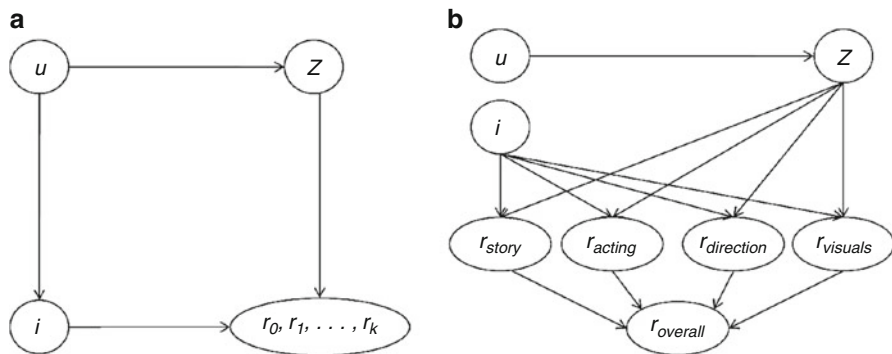 a
u
Z
i
r0, r1, . . . , rk
b
u
Z
i
rstory
racting
rdirection
rvisuals
roverall